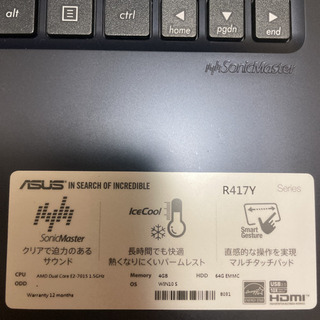 alt
ctrl
home
pgdn
end
SonicMaster
ASUS IN SEARCH OF INCREDIBLE
R417Y Series
SonicMaster
IceCool
Smart Gesture
クリアで迫力のある
サウンド
長時間でも快適
熱くなりにくいパームレスト
直感的な操作を実現
マルチタッチパッド
CPU AMD Dual Core E2-7015 1.5GHz Memory 4GB HDD 64G EMMC
ODD OS WIN10 S
Warranty 12 months
HDMI